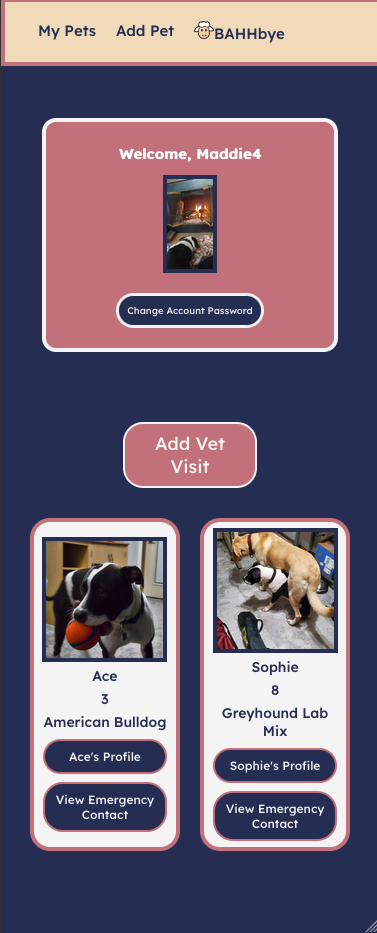 My Pets Add Pet BAHHbye
Welcome, Maddie4
Change Account Password
Add Vet
Visit
Ace
3
American Bulldog
Ace's Profile
View Emergency
Contact
Sophie
8
Greyhound Lab
Mix
Sophie's Profile
View Emergency
Contact